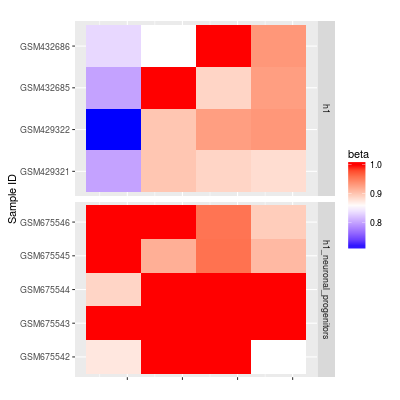 Sample ID
GSM432686
GSM432685
GSM429322
GSM429321
h1
GSM675546
GSM675545
GSM675544
GSM675543
GSM675542
h1_neuronal_progenitors
beta
1.0
0.9
0.8